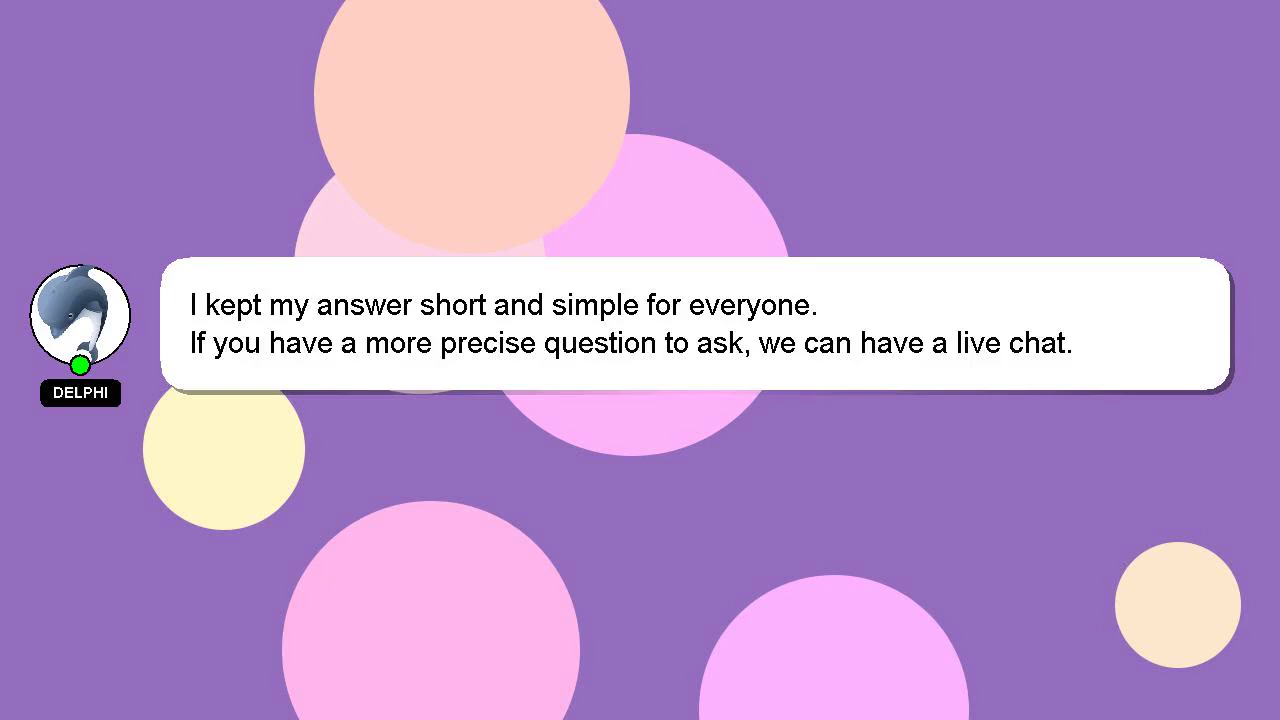 I kept my answer short and simple for everyone.
If you have a more precise question to ask, we can have a live chat.
DELPHI